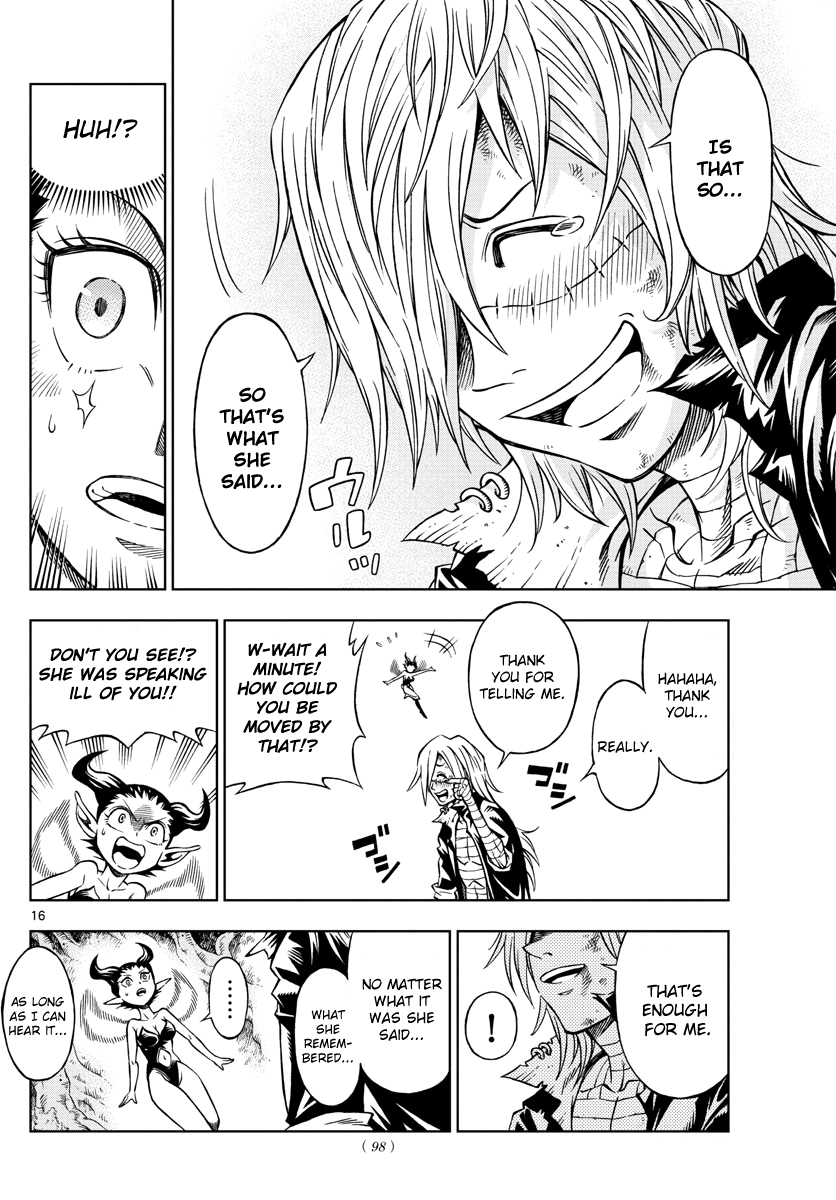 IS
THAT
SO...
SO
THAT'S
WHAT
SHE
SAID...
ウルッ
HUH!?
HAHAHA,
THANK
YOU...
REALLY.
THANK
YOU FOR
TELLING ME.
ゴシ
ゴシ
W-WAIT A
MINUTE!
HOW COULD
YOU BE
MOVED BY
THAT!?
DON'T YOU SEE!?
SHE WAS SPEAKING
ILL OF YOU!!
16
THAT'S
ENOUGH
FOR ME.
!
NO MATTER
WHAT IT
WAS SHE
SAID...
WHAT
SHE
REMEM-
BERED...
......
AS LONG
AS I CAN
HEAR IT...
( 98 )